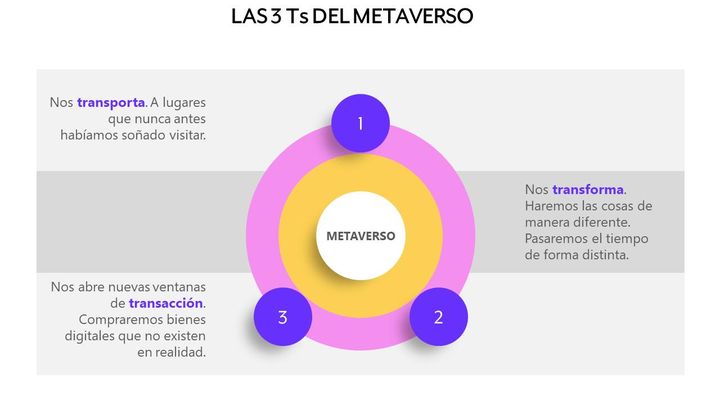 LAS 3 Ts DEL METAVERSO
1
Nos transporta. A lugares
que nunca antes
habíamos soñado visitar.
METAVERSO
Nos transforma.
Haremos las cosas de
manera diferente.
Pasaremos el tiempo
de forma distinta.
2
3
Nos abre nuevas ventanas
de transacción.
Compraremos bienes
digitales que no existen
en realidad.